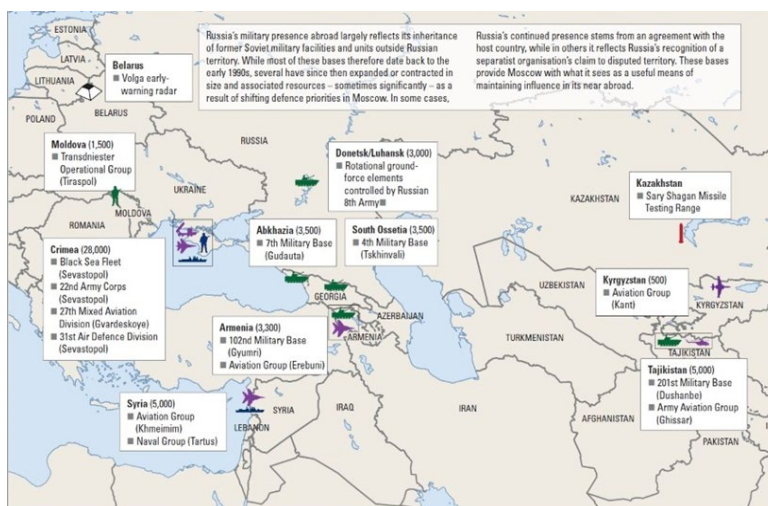 Russia's military presence abroad largely reflects its inheritance
of former Soviet military facilities and units outside Russian
territory. While most of these bases therefore date back to the
early 1990s, several have since then expanded or contracted in
size and associated resources – sometimes significantly – as a
result of shifting defence priorities in Moscow. In some cases,
Russia's continued presence stems from an agreement with the
host country, while in others it reflects Russia's recognition of a
separatist organisation's claim to disputed territory. These bases
provide Moscow with what it sees as a useful means of
maintaining influence in its near abroad.
ESTONIA
LATVIA
LITHUANIA
Belarus
■ Volga early-
warning radar
BELARUS
POLAND
RUSSIA
Moldova (1,500)
■ Transdniester
Operational Group
(Tiraspol)
UKRAINE
MOLDOVA
ROMANIA
Donetsk/Luhansk (3,000)
■ Rotational ground-
force elements
controlled by Russian
8th Army■
KAZAKHSTAN
Kazakhstan
■ Sary Shagan Missile
Testing Range
Crimea (28,000)
■ Black Sea Fleet
(Sevastopol)
■ 22nd Army Corps
(Sevastopol)
■ 27th Mixed Aviation
Division (Gvardeskoye)
■ 31st Air Defence Division
(Sevastopol)
Abkhazia (3,500)
■ 7th Military Base
(Gudauta)
South Ossetia (3,500)
■ 4th Military Base
(Tskhinvali)
GEORGIA
AZERBAIJAN
ARMENIA
Armenia (3,300)
■ 102nd Military Base
(Gyumri)
■ Aviation Group (Erebuni)
UZBEKISTAN
Kyrgyzstan (500)
■ Aviation Group
(Kant)
KYRGYZSTAN
TURKMENISTAN
TAJIKISTAN
Tajikistan (5,000)
■ 201st Military Base
(Dushanbe)
■ Army Aviation Group
(Ghissar)
Syria (5,000)
■ Aviation Group
(Khmeimim)
■ Naval Group (Tartus)
SYRIA
LEBANON
IRAQ
IRAN
AFGHANISTAN
PAKISTAN